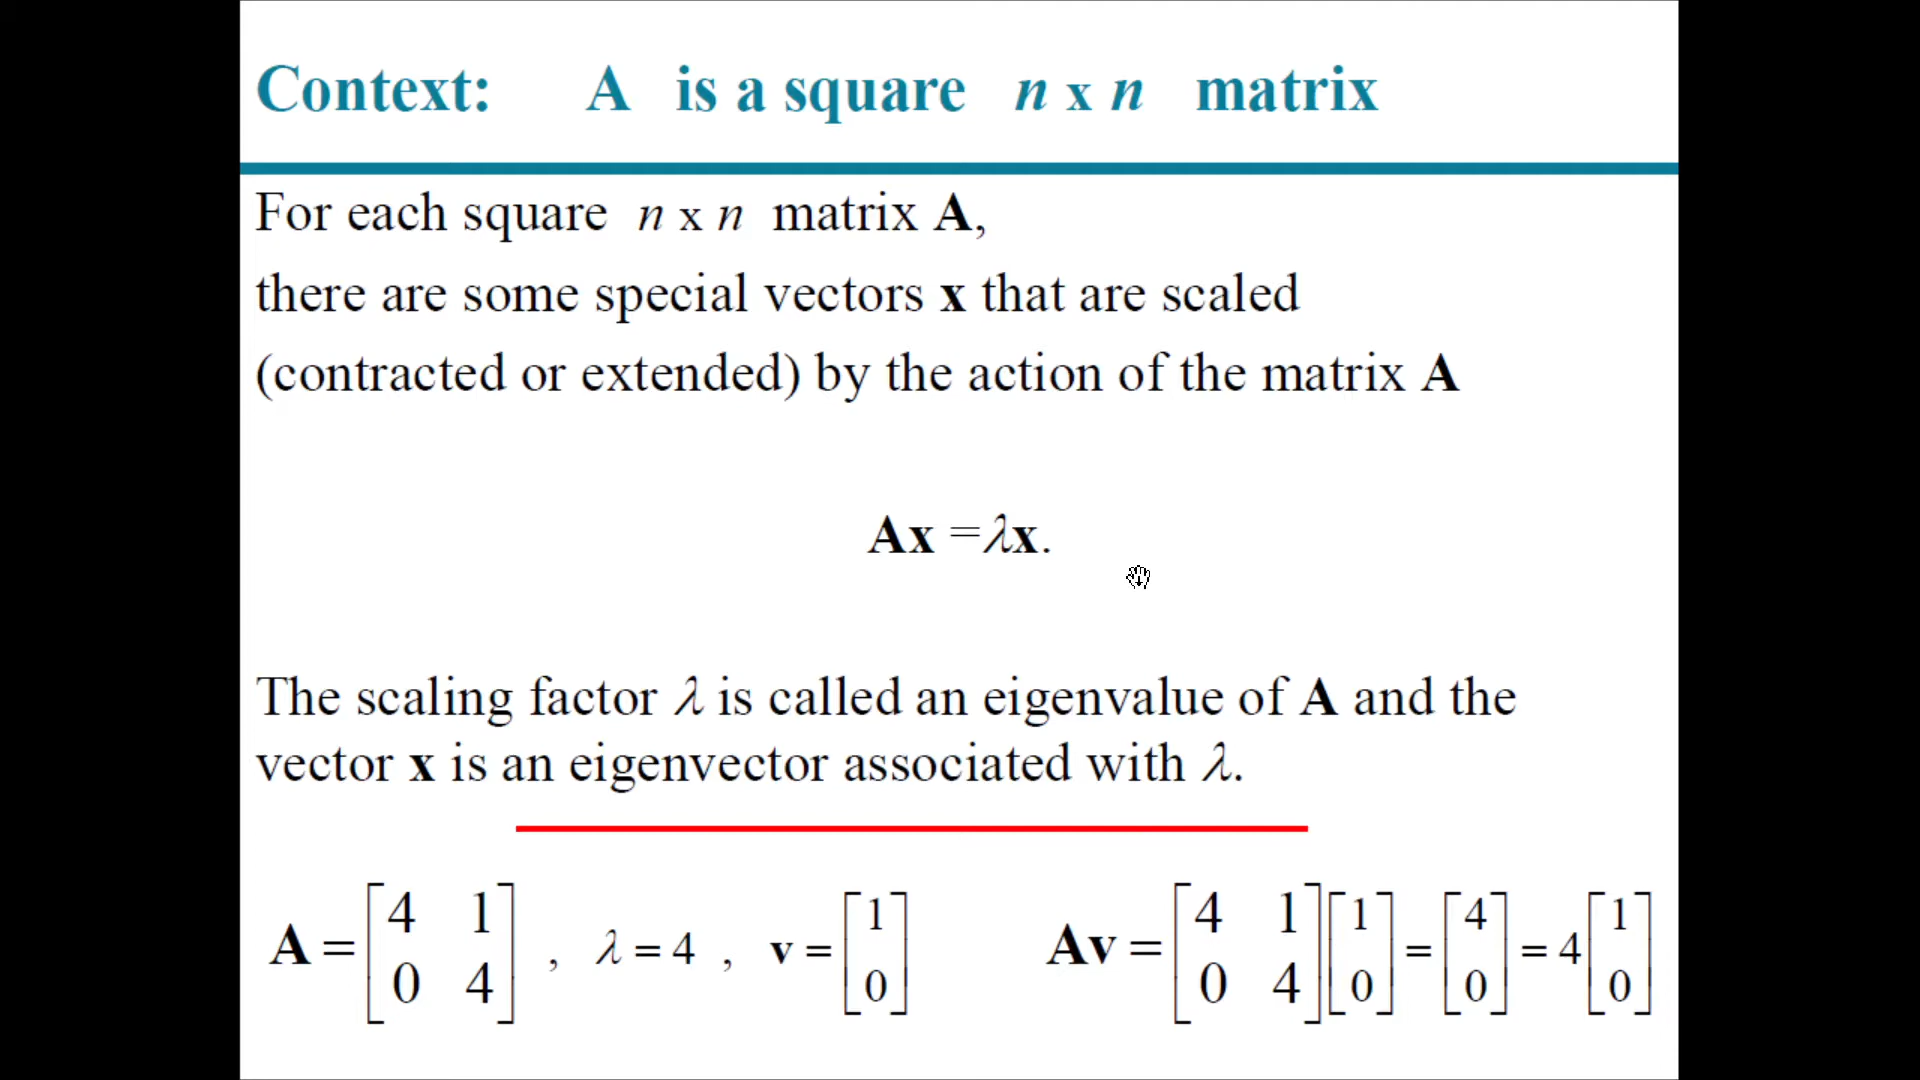 Context: A is a square n x n matrix
For each square n x n matrix A,
there are some special vectors x that are scaled
(contracted or extended) by the action of the matrix A
Ax =λx.
The scaling factor λ is called an eigenvalue of A and the
vector x is an eigenvector associated with λ.
A = [4 1; 0 4] , λ = 4 , v = [1; 0] Av = [4 1; 0 4][1; 0] = [4; 0] = 4[1; 0]